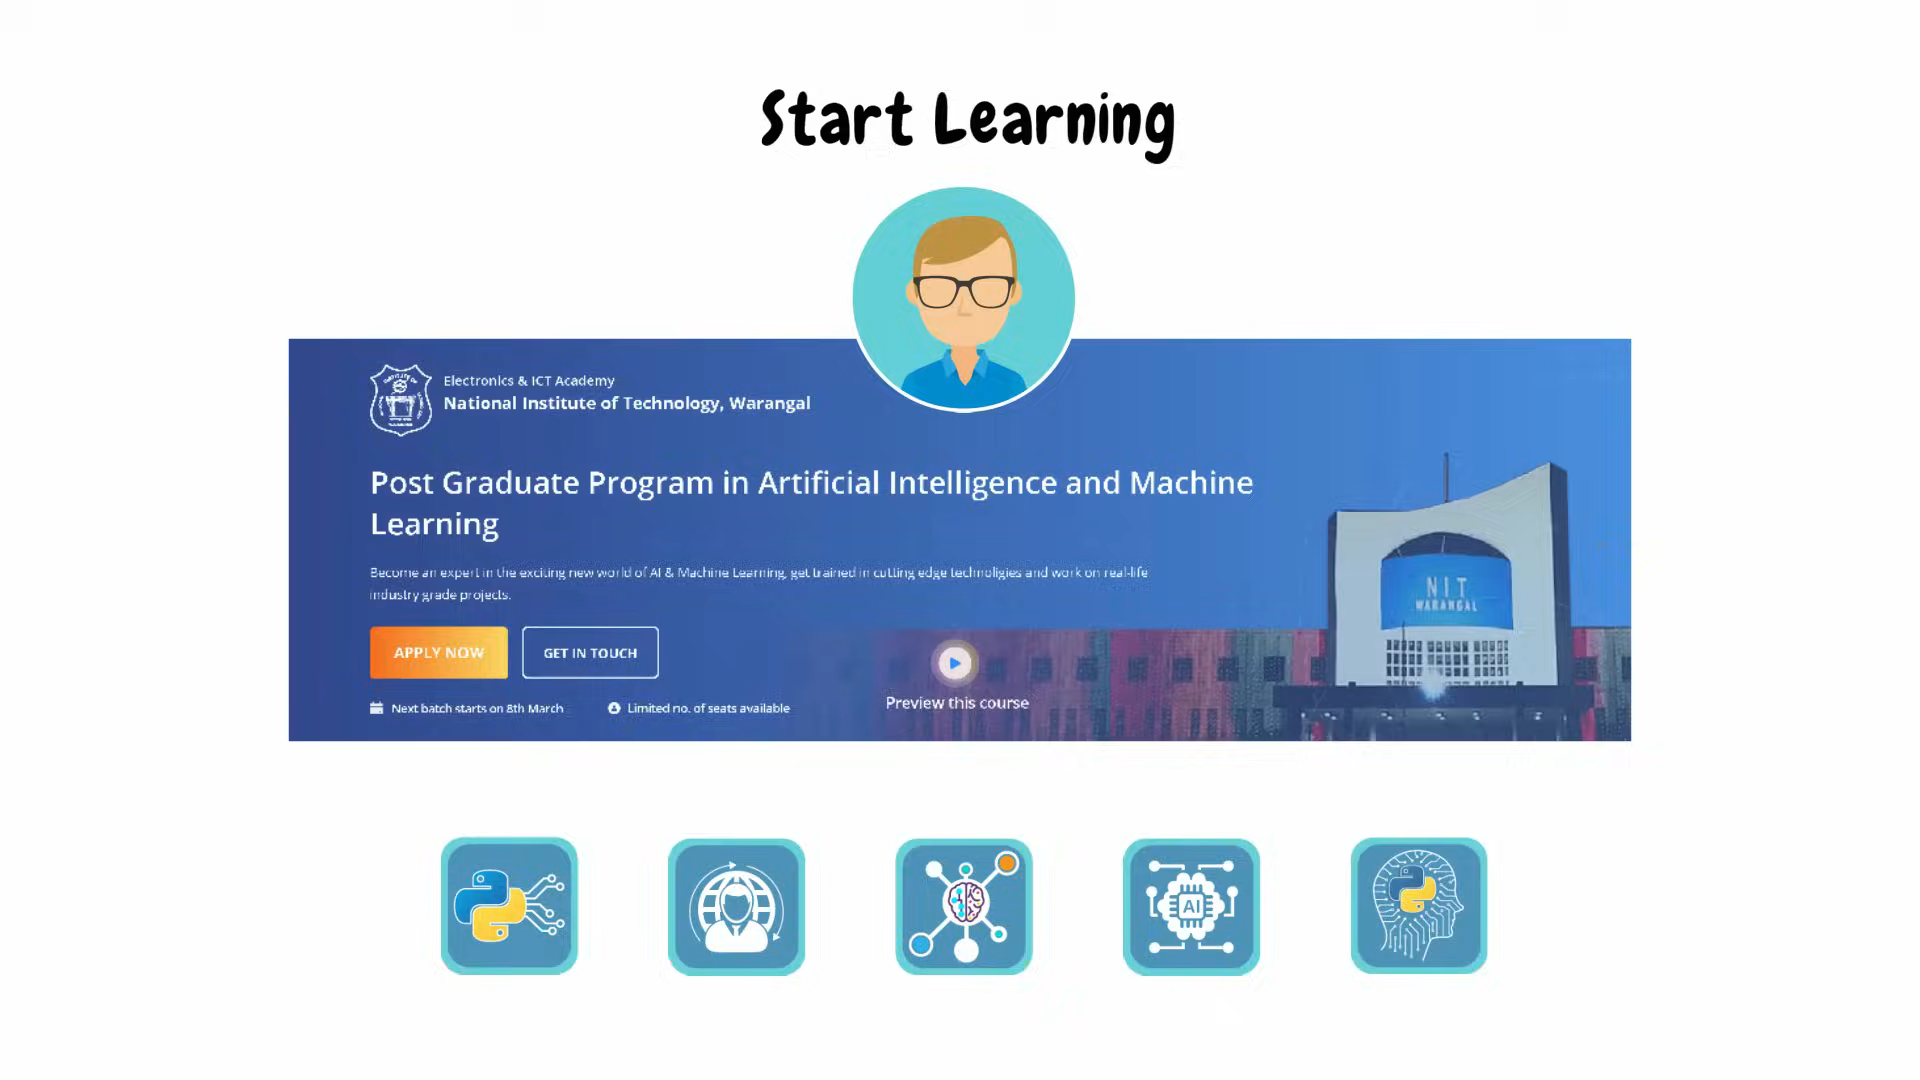 Start Learning
Electronics & ICT Academy
National Institute of Technology, Warangal
Post Graduate Program in Artificial Intelligence and Machine
Learning
Become an expert in the exciting new world of AI & Machine Learning, get trained in cutting edge technoligies and work on real-life
industry grade projects.
NIT
WARANGAL
APPLY NOW
GET IN TOUCH
Next batch starts on 8th March
Limited no. of seats available
Preview this course
AI